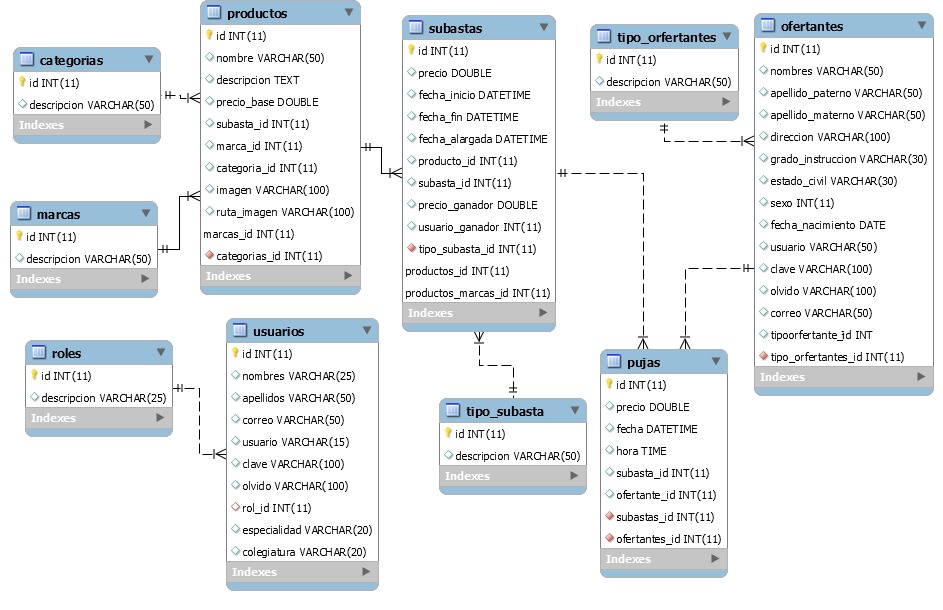 categorias
id INT(11)
descripcion VARCHAR(50)
Indexes
marcas
id INT(11)
descripcion VARCHAR(50)
Indexes
roles
id INT(11)
descripcion VARCHAR(25)
Indexes
productos
id INT(11)
nombre VARCHAR(50)
descripcion TEXT
precio_base DOUBLE
subasta_id INT(11)
marca_id INT(11)
categoria_id INT(11)
imagen VARCHAR(100)
ruta_imagen VARCHAR(100)
marcas_id INT(11)
categorias_id INT(11)
Indexes
usuarios
id INT(11)
nombres VARCHAR(25)
apellidos VARCHAR(50)
correo VARCHAR(50)
usuario VARCHAR(15)
clave VARCHAR(100)
olvido VARCHAR(100)
rol_id INT(11)
especialidad VARCHAR(20)
colegiatura VARCHAR(20)
Indexes
subastas
id INT(11)
precio DOUBLE
fecha_inicio DATETIME
fecha_fin DATETIME
fecha_alargada DATETIME
producto_id INT(11)
subasta_id INT(11)
precio_ganador DOUBLE
usuario_ganador INT(11)
tipo_subasta_id INT(11)
productos_id INT(11)
productos_marcas_id INT(11)
Indexes
tipo_subasta
id INT(11)
descripcion VARCHAR(50)
Indexes
tipo_orfertantes
id INT(11)
descripcion VARCHAR(50)
Indexes
pujas
id INT(11)
precio DOUBLE
fecha DATETIME
hora TIME
subasta_id INT(11)
ofertante_id INT(11)
subastas_id INT(11)
ofertantes_id INT(11)
Indexes
ofertantes
id INT(11)
nombres VARCHAR(50)
apellido_paterno VARCHAR(50)
apellido_materno VARCHAR(50)
direccion VARCHAR(100)
grado_instruccion VARCHAR(30)
estado_civil VARCHAR(30)
sexo INT(11)
fecha_nacimiento DATE
usuario VARCHAR(50)
clave VARCHAR(100)
olvido VARCHAR(100)
correo VARCHAR(50)
tipoorfertante_id INT
tipo_orfertantes_id INT(11)
Indexes